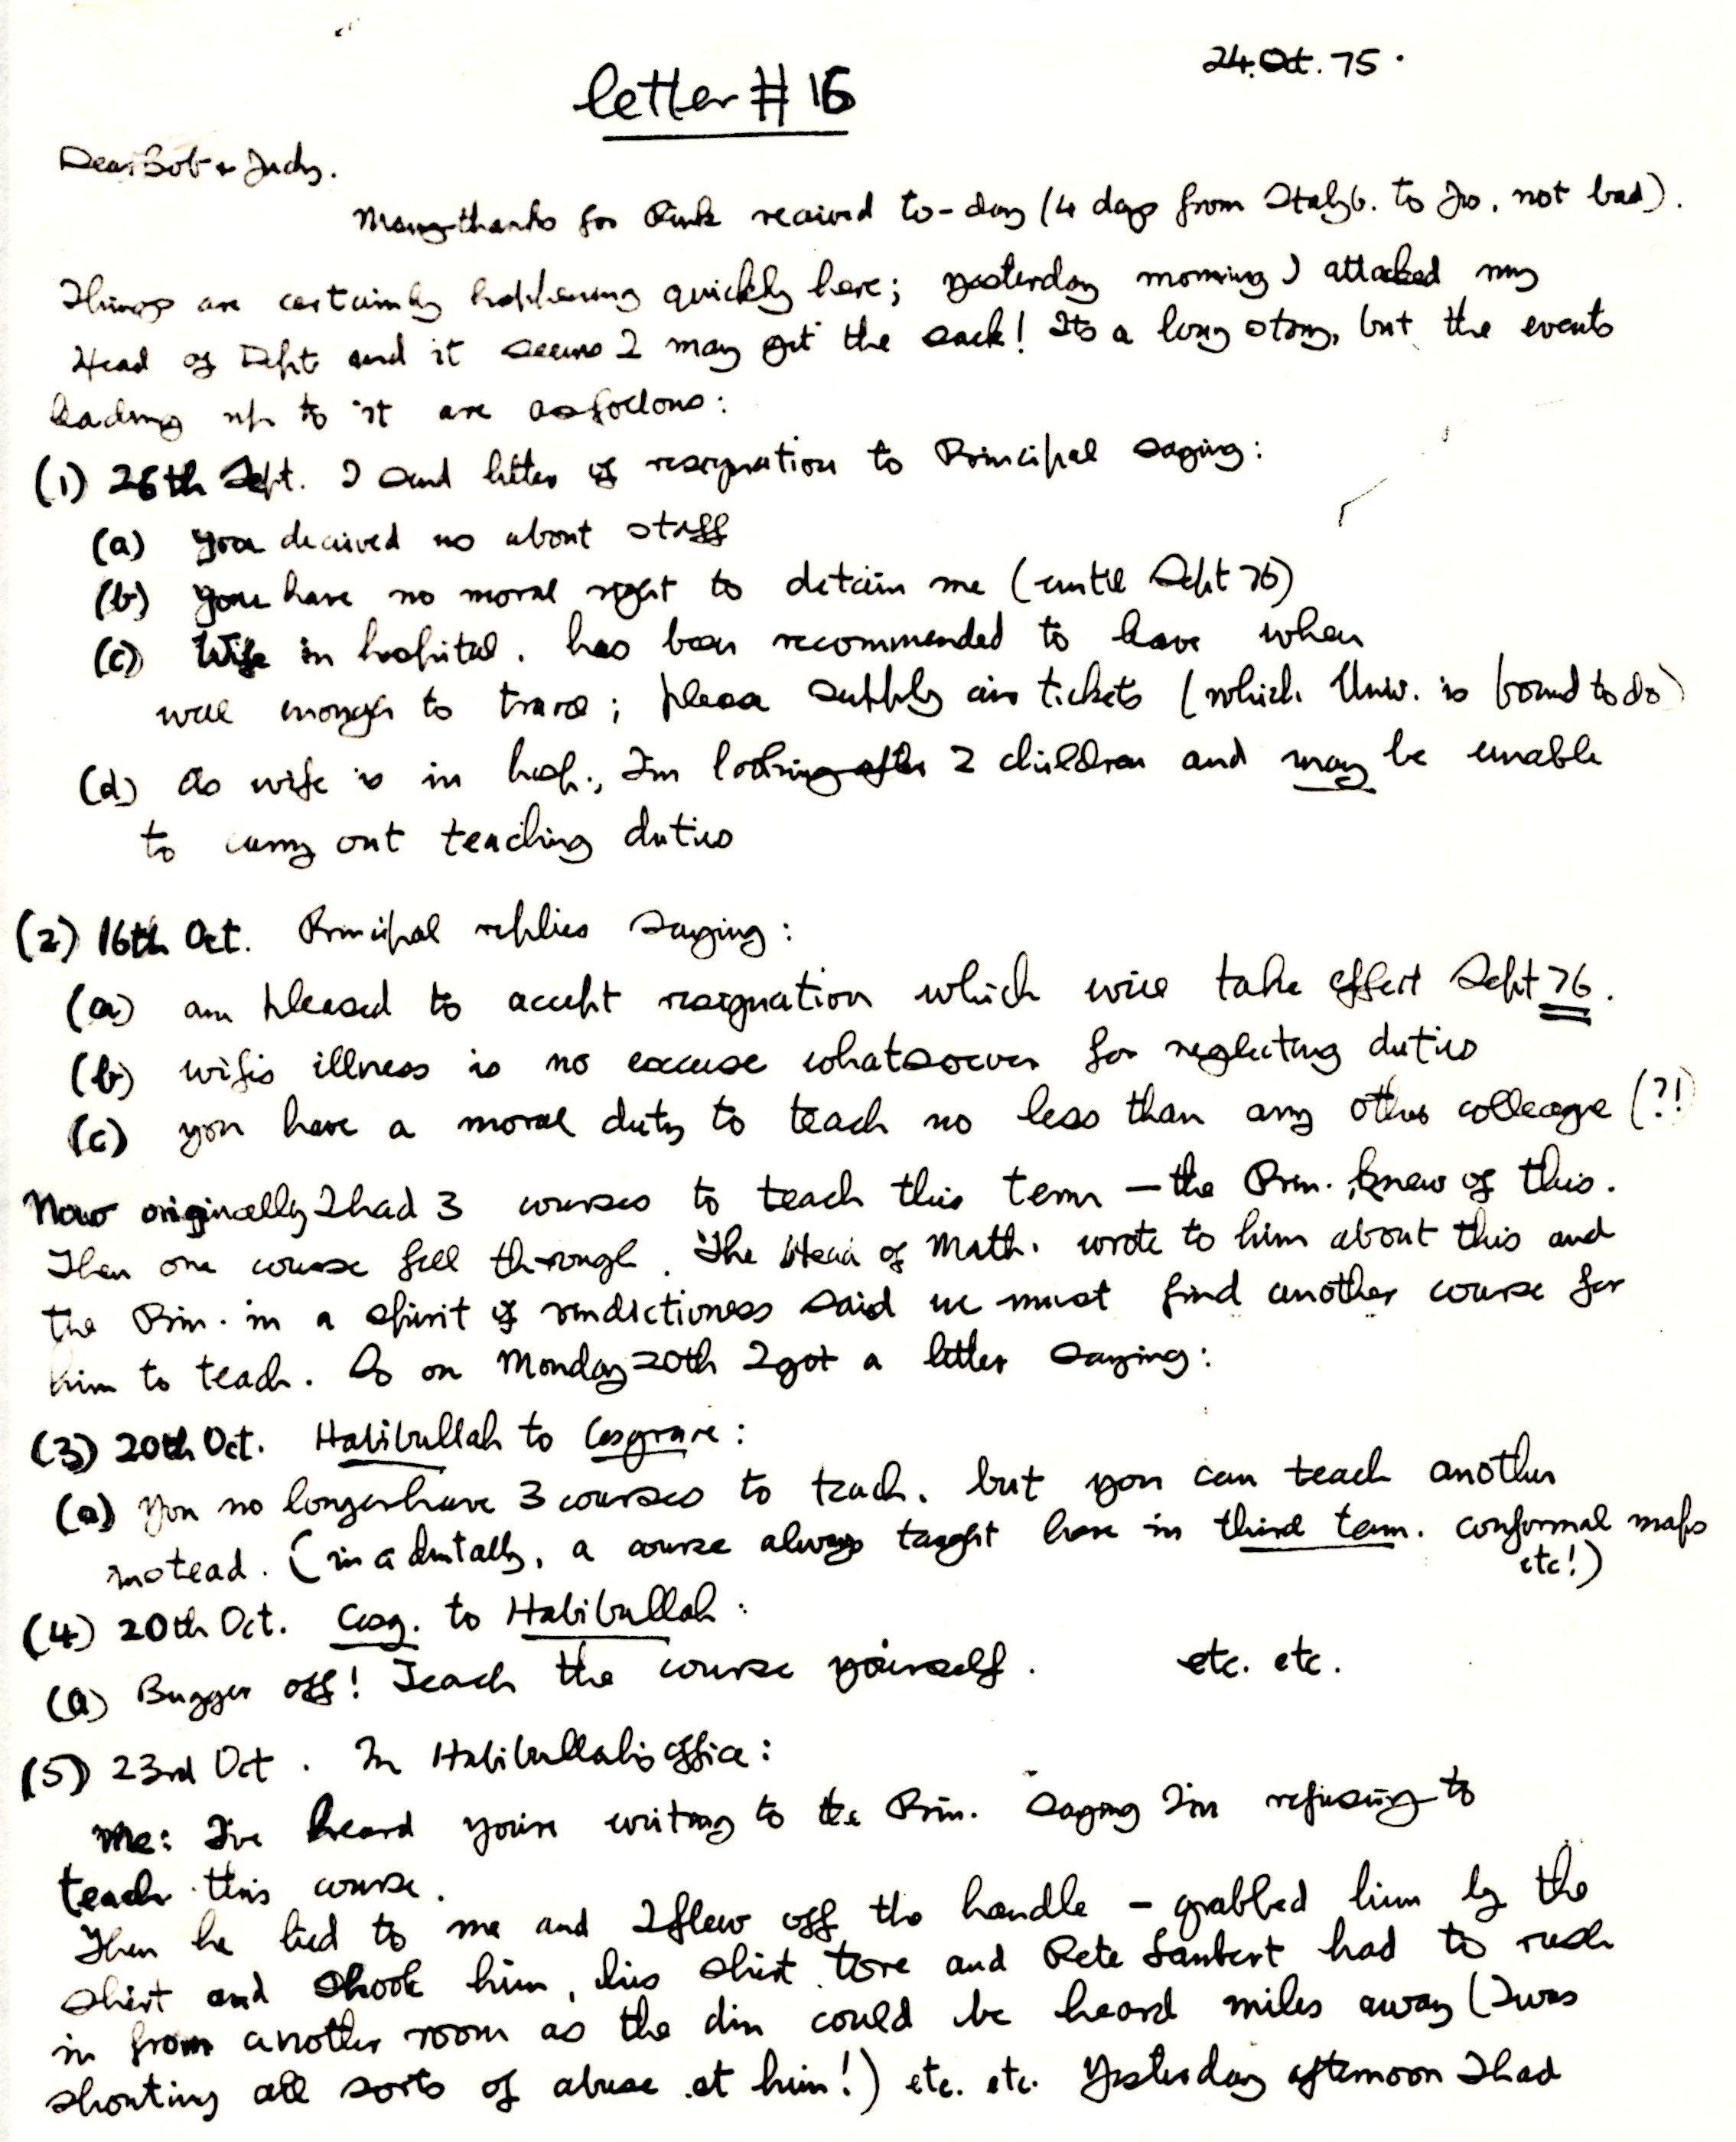 24.Oct.75.
letter # 16
Dear Bob & Judy.
Many thanks for Pink received to-day (4 days from Stalyb. to Jo, not bad).
Things are certainly happening quickly here; yesterday morning I attacked my
Head of Dept and it seems I may get the sack! Its a long story, but the events
leading up to it are as follows:
(1) 26th Sept. I send letter of resignation to Principal saying:
(a) you deceived us about staff
(b) you have no moral right to detain me (until Sept 76)
(c) Wife in hospital. has been recommended to leave when
well enough to travel; please supply air tickets (which Univ. is bound to do)
(d) As wife is in hosp., I'm looking after 2 children and may be unable
to carry out teaching duties
(2) 16th Oct. Principal replies saying:
(a) am pleased to accept resignation which will take effect Sept 76.
(b) wife's illness is no excuse whatsoever for neglecting duties
(c) you have a moral duty to teach no less than any other colleague (?!)
Now originally I had 3 courses to teach this term — the Prin. knew of this.
Then one course fell through. The Head of Math. wrote to him about this and
the Prin. in a spirit of vindictiveness said we must find another course for
him to teach. So on Monday 20th I got a letter saying:
(3) 20th Oct. Habibullah to Cosgrave:
(a) You no longer have 3 courses to teach. but you can teach another
instead. (incidentally, a course always taught here in third term. conformal maps
etc!)
(4) 20th Oct. Cosg. to Habibullah:
(a) Bugger off! Teach the course yourself. etc. etc.
(5) 23rd Oct. In Habibullah's office:
Me: I've heard you're writing to the Prin. saying I'm refusing to
teach this course.
Then he lied to me and I flew off the handle - grabbed him by the
shirt and shook him, his shirt tore and Pete Lambert had to rush
in from another room as the din could be heard miles away (I was
shouting all sorts of abuse at him!) etc. etc. Yesterday afternoon I had